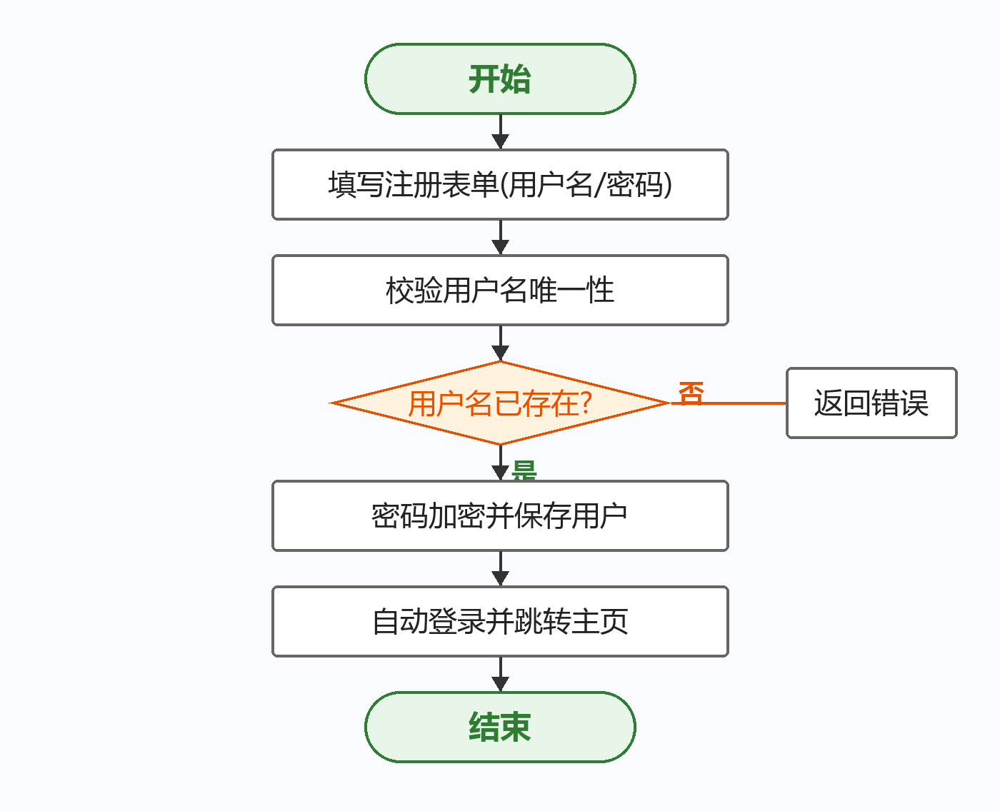 开始
填写注册表单(用户名/密码)
校验用户名唯一性
用户名已存在?
否
返回错误
是
密码加密并保存用户
自动登录并跳转主页
结束